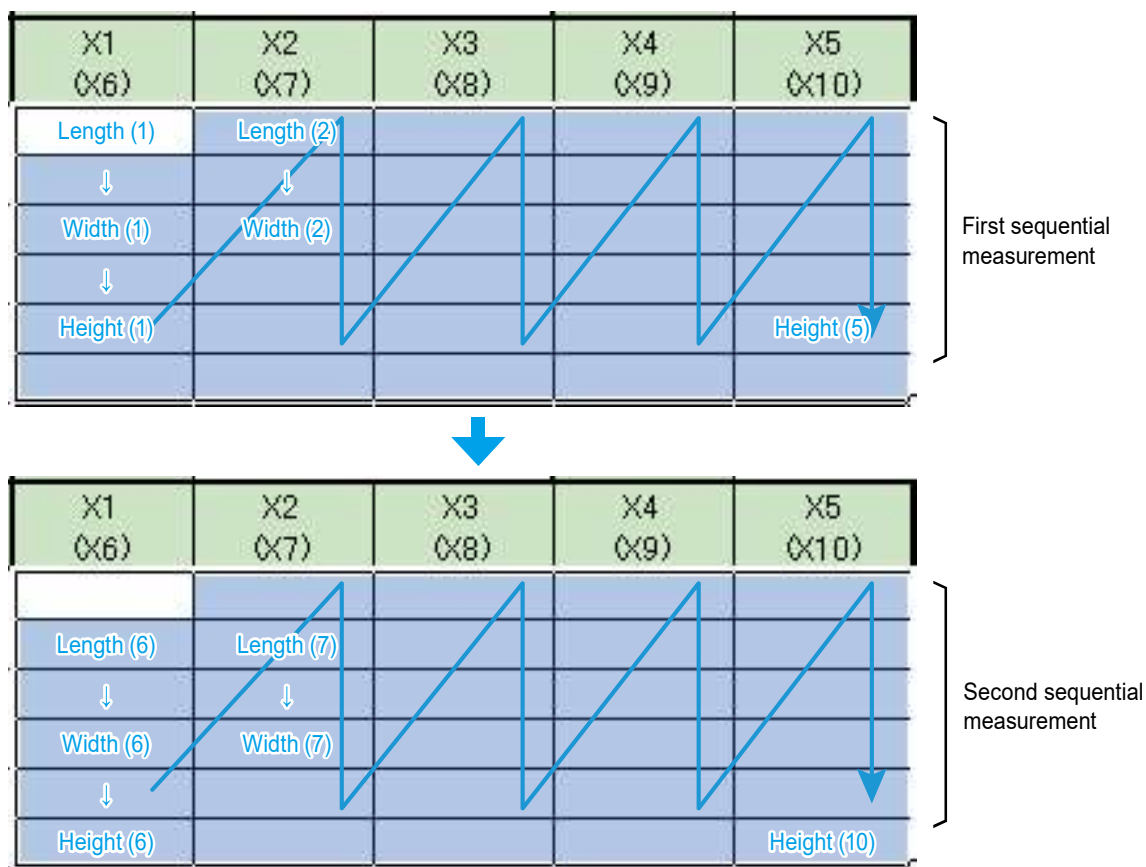 X1 X2 X3 X4 X5
(X6) (X7) (X8) (X9) (X10)
Length (1) Length (2)
↓ ↓
Width (1) Width (2)
↓
Height (1) Height (5)
First sequential
measurement
X1 X2 X3 X4 X5
(X6) (X7) (X8) (X9) (X10)
Length (6) Length (7)
↓ ↓
Width (6) Width (7)
↓
Height (6) Height (10)
Second sequential
measurement